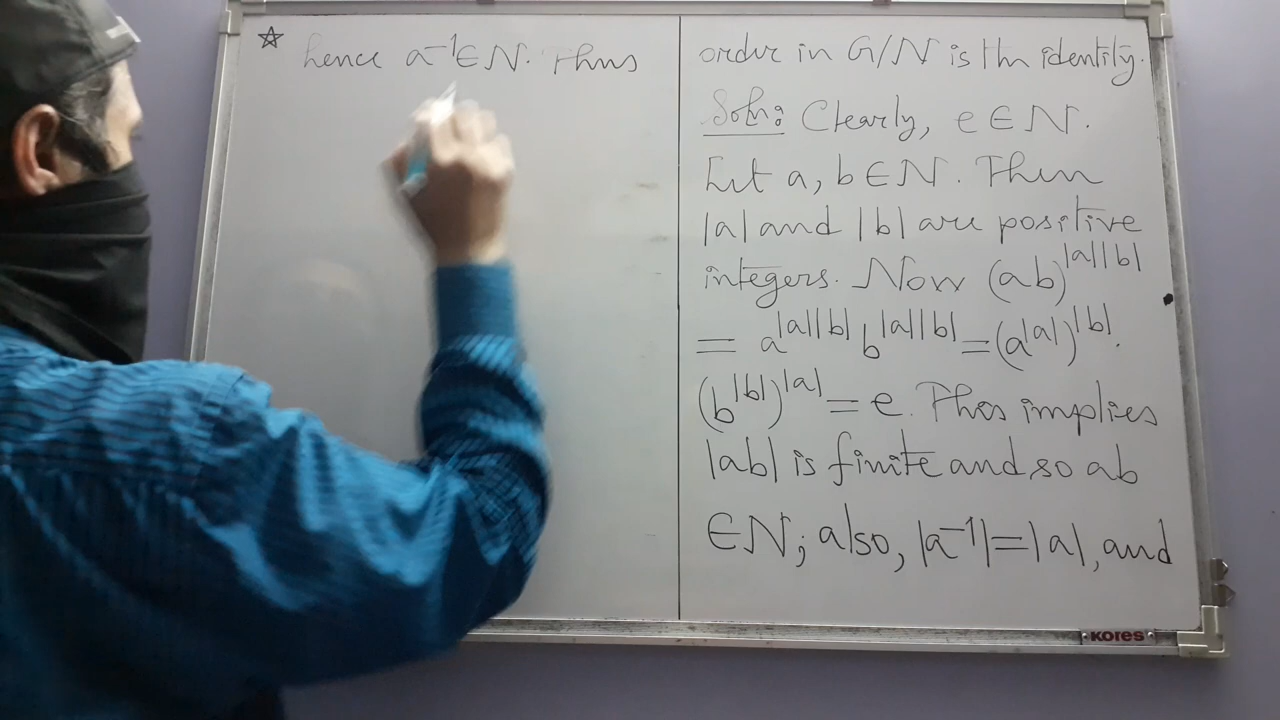 hence a⁻¹∈N. Thus
order in G/N is the identity.
Soln: Clearly, e∈N.
Let a, b∈N. Then
|a| and |b| are positive
integers. Now (ab)^|a||b|
= a^|a||b| b^|a||b| = (a^|a|)^|b|.
(b^|b|)^|a| = e. This implies
|ab| is finite and so ab
∈N; also, |a⁻¹|=|a|, and
KORES